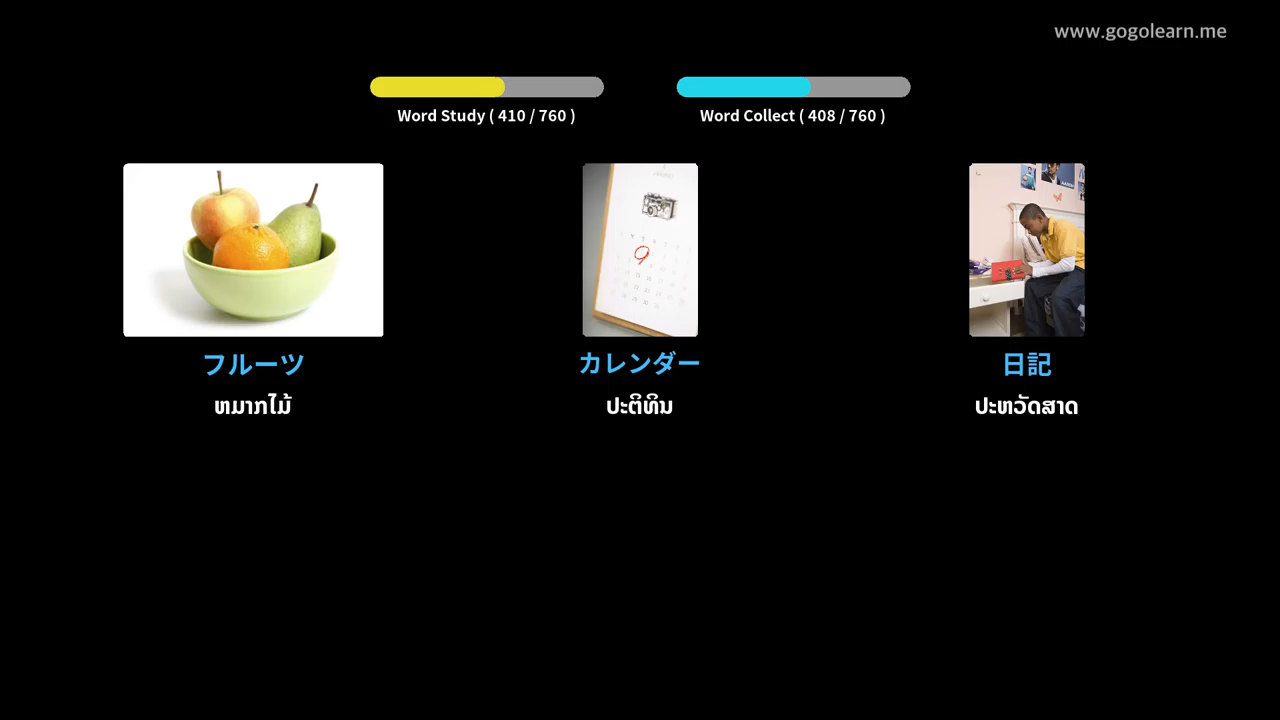 www.gogolearn.me
Word Study ( 410 / 760 )
Word Collect ( 408 / 760 )
フルーツ
カレンダー
日記
ຫມາກໄມ້
ປະຕິທິນ
ປະຫວັດສາດ